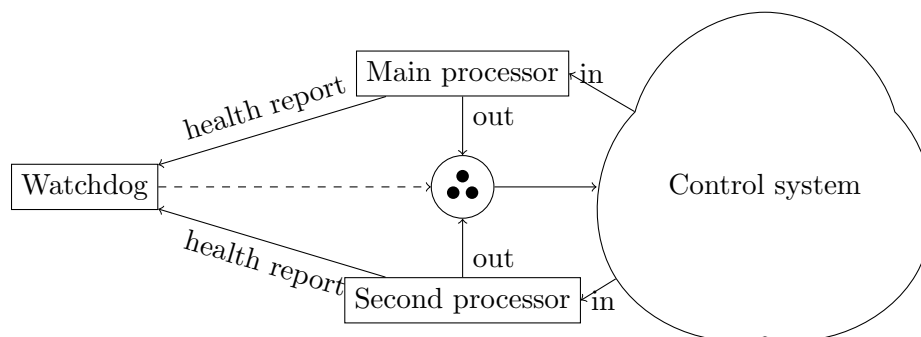 Main processor
in
health report
out
Watchdog
Control system
health report
out
Second processor
in